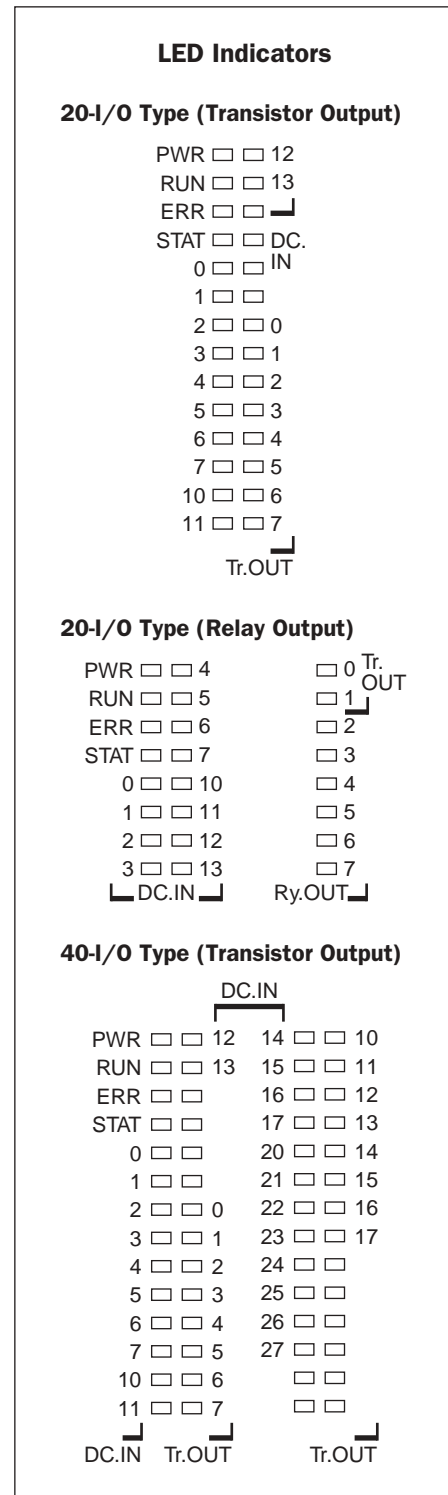 LED Indicators
20-I/O Type (Transistor Output)
PWR 12
RUN 13
ERR
STAT DC.
0 IN
1
2 0
3 1
4 2
5 3
6 4
7 5
10 6
11 7
Tr.OUT
20-I/O Type (Relay Output)
PWR 4 0 Tr.
RUN 5 1 OUT
ERR 6 2
STAT 7 3
0 10 4
1 11 5
2 12 6
3 13 7
DC.IN Ry.OUT
40-I/O Type (Transistor Output)
DC.IN
PWR 12 14 10
RUN 13 15 11
ERR 16 12
STAT 17 13
0 20 14
1 21 15
2 0 22 16
3 1 23 17
4 2 24
5 3 25
6 4 26
7 5 27
10 6
11 7
DC.IN Tr.OUT Tr.OUT